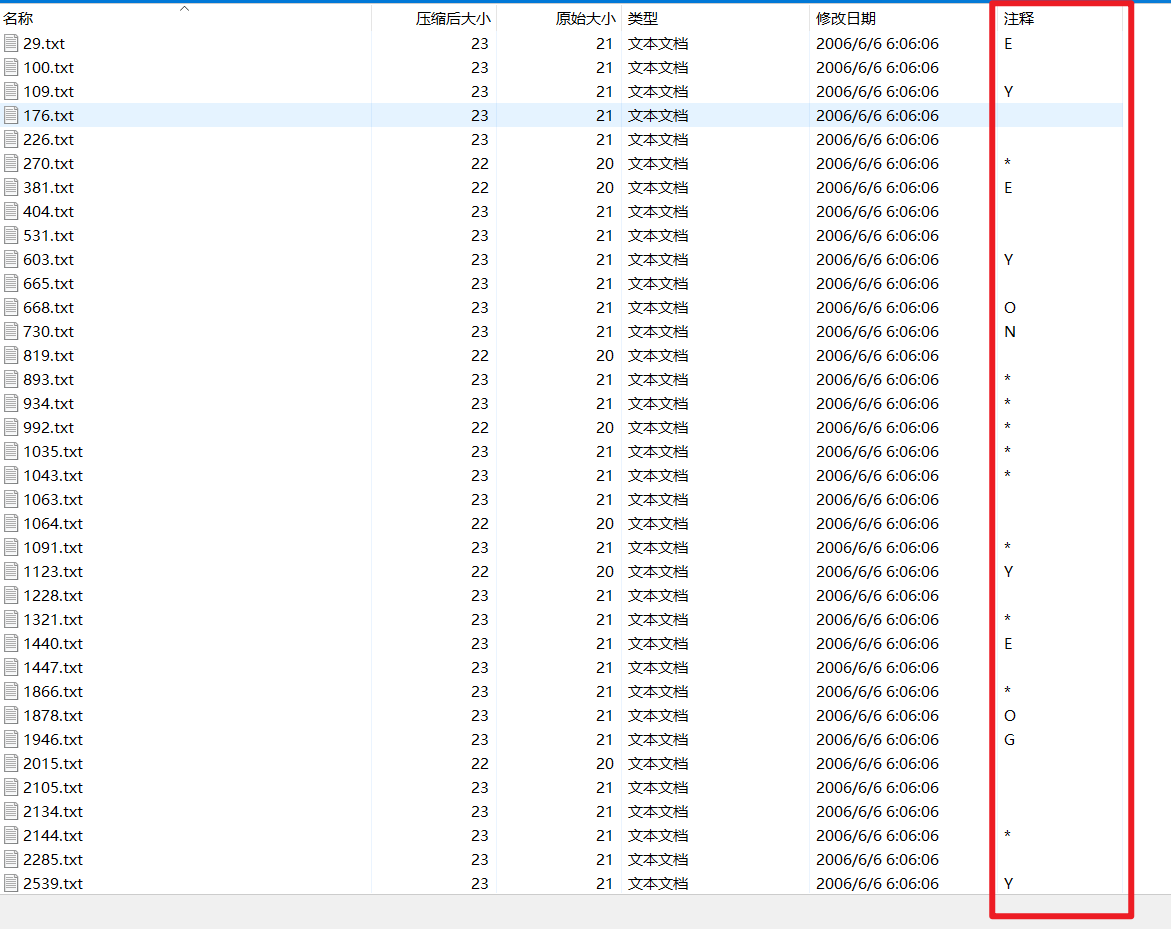 名称 压缩后大小 原始大小 类型 修改日期 注释
29.txt 23 21 文本文档 2006/6/6 6:06:06 E
100.txt 23 21 文本文档 2006/6/6 6:06:06
109.txt 23 21 文本文档 2006/6/6 6:06:06 Y
176.txt 23 21 文本文档 2006/6/6 6:06:06
226.txt 23 21 文本文档 2006/6/6 6:06:06
270.txt 22 20 文本文档 2006/6/6 6:06:06 *
381.txt 22 20 文本文档 2006/6/6 6:06:06 E
404.txt 23 21 文本文档 2006/6/6 6:06:06
531.txt 23 21 文本文档 2006/6/6 6:06:06
603.txt 23 21 文本文档 2006/6/6 6:06:06 Y
665.txt 23 21 文本文档 2006/6/6 6:06:06
668.txt 23 21 文本文档 2006/6/6 6:06:06 O
730.txt 23 21 文本文档 2006/6/6 6:06:06 N
819.txt 22 20 文本文档 2006/6/6 6:06:06
893.txt 23 21 文本文档 2006/6/6 6:06:06 *
934.txt 23 21 文本文档 2006/6/6 6:06:06 *
992.txt 22 20 文本文档 2006/6/6 6:06:06 *
1035.txt 23 21 文本文档 2006/6/6 6:06:06 *
1043.txt 23 21 文本文档 2006/6/6 6:06:06 *
1063.txt 23 21 文本文档 2006/6/6 6:06:06
1064.txt 22 20 文本文档 2006/6/6 6:06:06
1091.txt 23 21 文本文档 2006/6/6 6:06:06 *
1123.txt 22 20 文本文档 2006/6/6 6:06:06 Y
1228.txt 23 21 文本文档 2006/6/6 6:06:06
1321.txt 23 21 文本文档 2006/6/6 6:06:06 *
1440.txt 23 21 文本文档 2006/6/6 6:06:06 E
1447.txt 23 21 文本文档 2006/6/6 6:06:06
1866.txt 23 21 文本文档 2006/6/6 6:06:06 *
1878.txt 23 21 文本文档 2006/6/6 6:06:06 O
1946.txt 23 21 文本文档 2006/6/6 6:06:06 G
2015.txt 22 20 文本文档 2006/6/6 6:06:06
2105.txt 23 21 文本文档 2006/6/6 6:06:06
2134.txt 23 21 文本文档 2006/6/6 6:06:06
2144.txt 23 21 文本文档 2006/6/6 6:06:06 *
2285.txt 23 21 文本文档 2006/6/6 6:06:06
2539.txt 23 21 文本文档 2006/6/6 6:06:06 Y